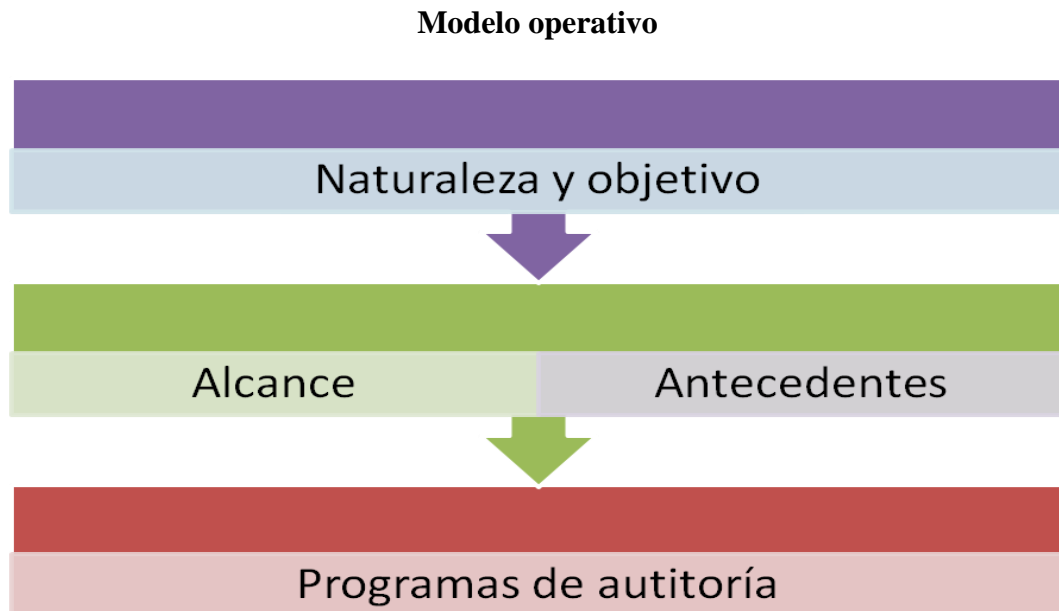 Modelo operativo
Naturaleza y objetivo
Alcance
Antecedentes
Programas de autitoría